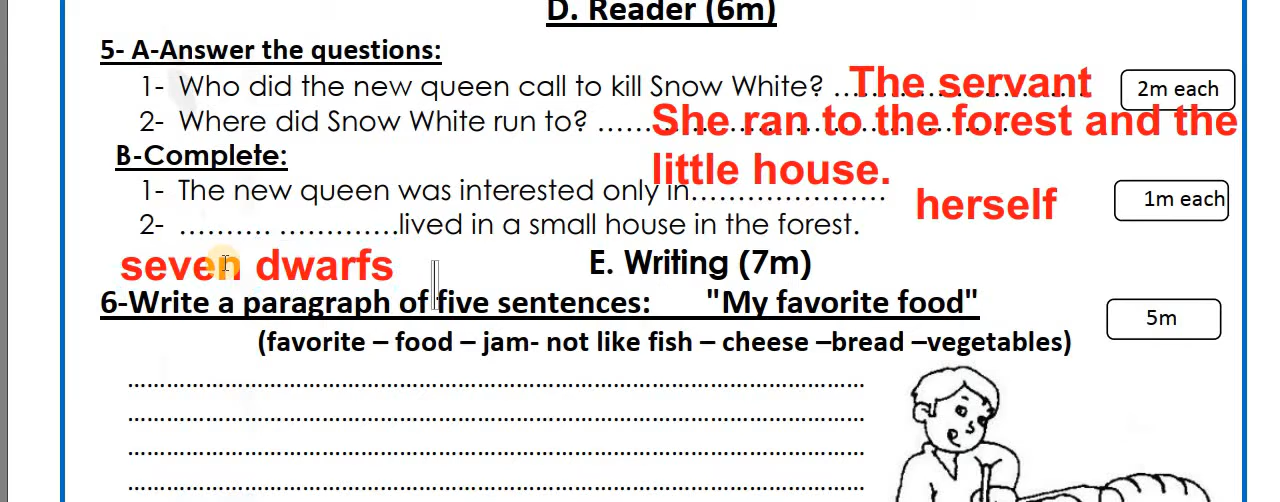 D. Reader (6m)
5- A-Answer the questions:
1- Who did the new queen call to kill Snow White? ........................ The servant
2m each
2- Where did Snow White run to? ........................ She ran to the forest and the
little house.
B-Complete:
1- The new queen was interested only in........................
herself
1m each
2- .......... .............lived in a small house in the forest.
seven dwarfs
E. Writing (7m)
6-Write a paragraph of five sentences: "My favorite food"
5m
(favorite – food – jam- not like fish – cheese –bread –vegetables)